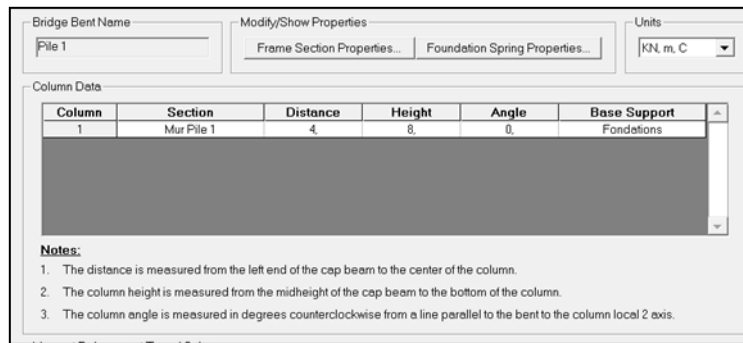 Bridge Bent Name
Modify/Show Properties
Units
Pile 1
Frame Section Properties...
Foundation Spring Properties...
KN, m, C
Column Data
Column Section Distance Height Angle Base Support
1 Mur Pile 1 4, 8, 0, Fondations
Notes:
1. The distance is measured from the left end of the cap beam to the center of the column.
2. The column height is measured from the midheight of the cap beam to the bottom of the column.
3. The column angle is measured in degrees counterclockwise from a line parallel to the bent to the column local 2 axis.